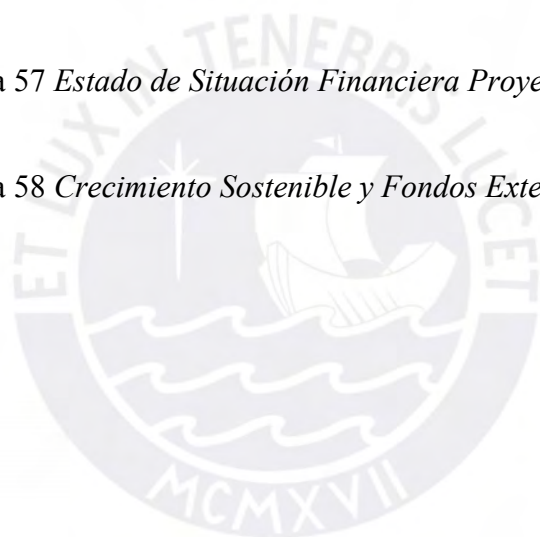 a 57 Estado de Situación Financiera Proye
a 58 Crecimiento Sostenible y Fondos Exte
ET LUX IN TENEBRIS LUCET
MCMXVII